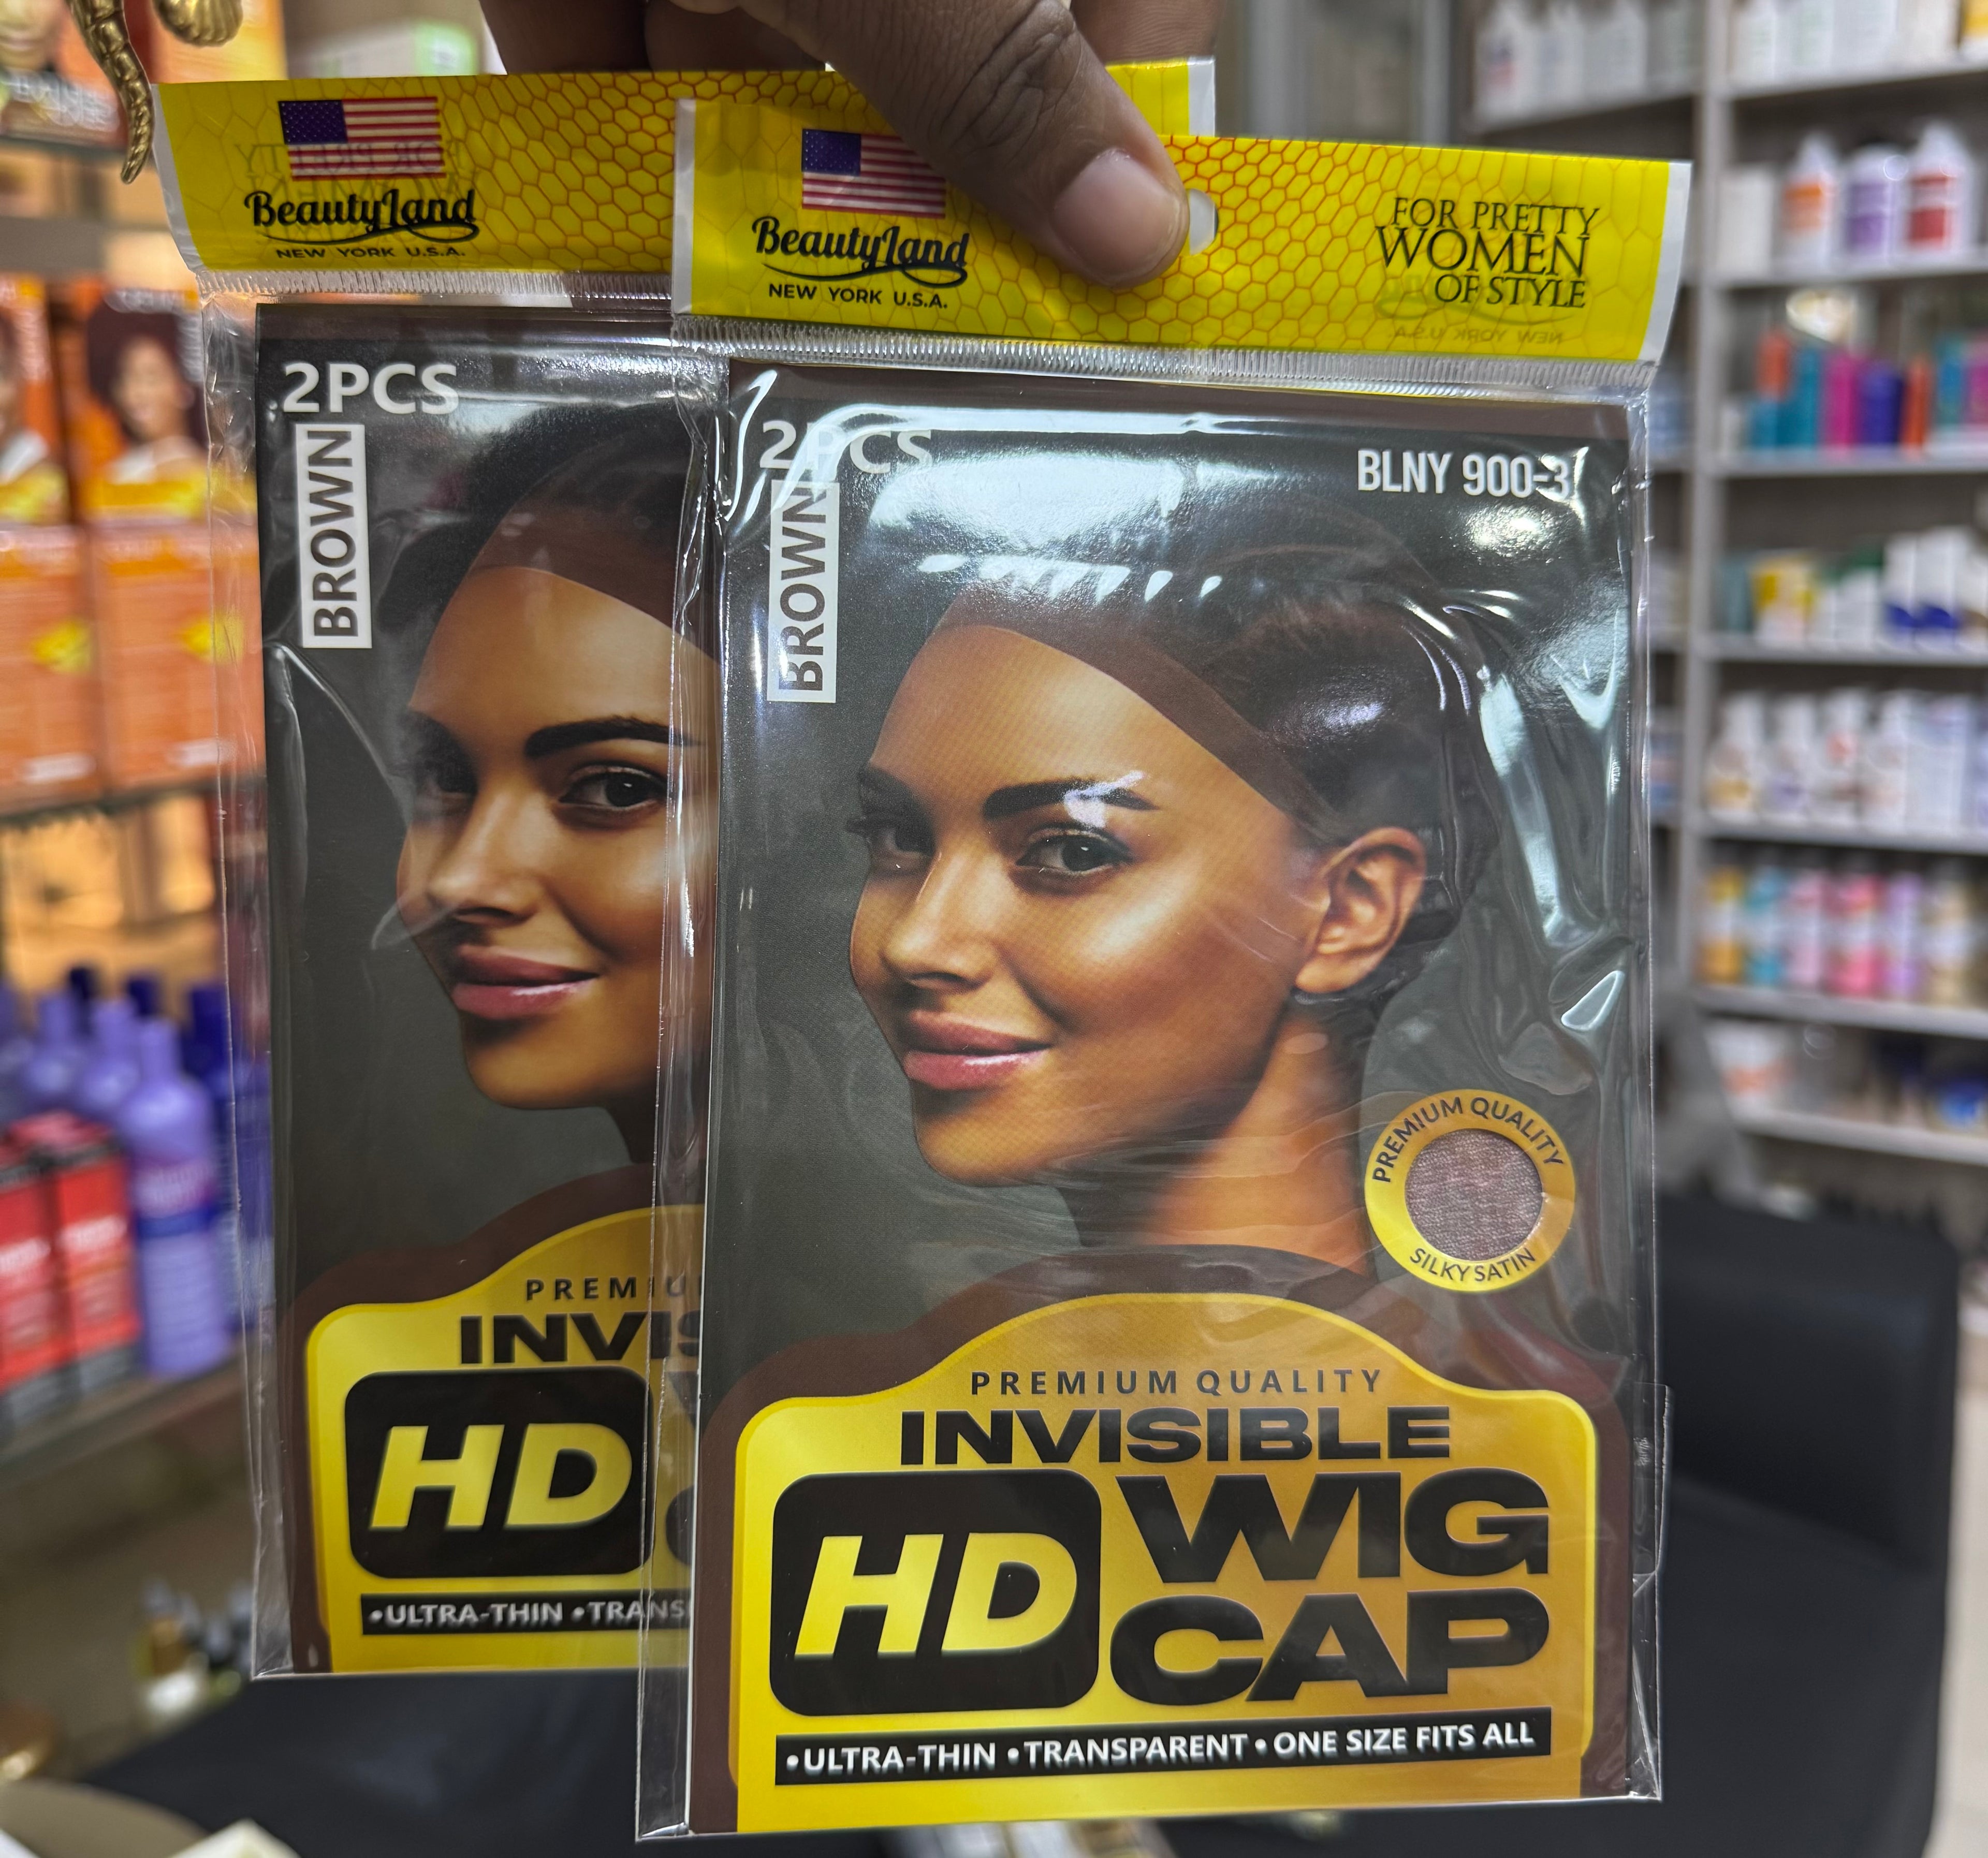 BeautyLand
NEW YORK U.S.A.
2PCS
BROWN
PREMIU
INVIS
HD
•ULTRA-THIN •TRANS
BeautyLand
NEW YORK U.S.A.
FOR PRETTY
WOMEN
OF STYLE
2PCS
BROWN
BLNY 900-3
PREMIUM QUALITY
SILKY SATIN
PREMIUM QUALITY
INVISIBLE
HD WIG
CAP
•ULTRA-THIN •TRANSPARENT •ONE SIZE FITS ALL